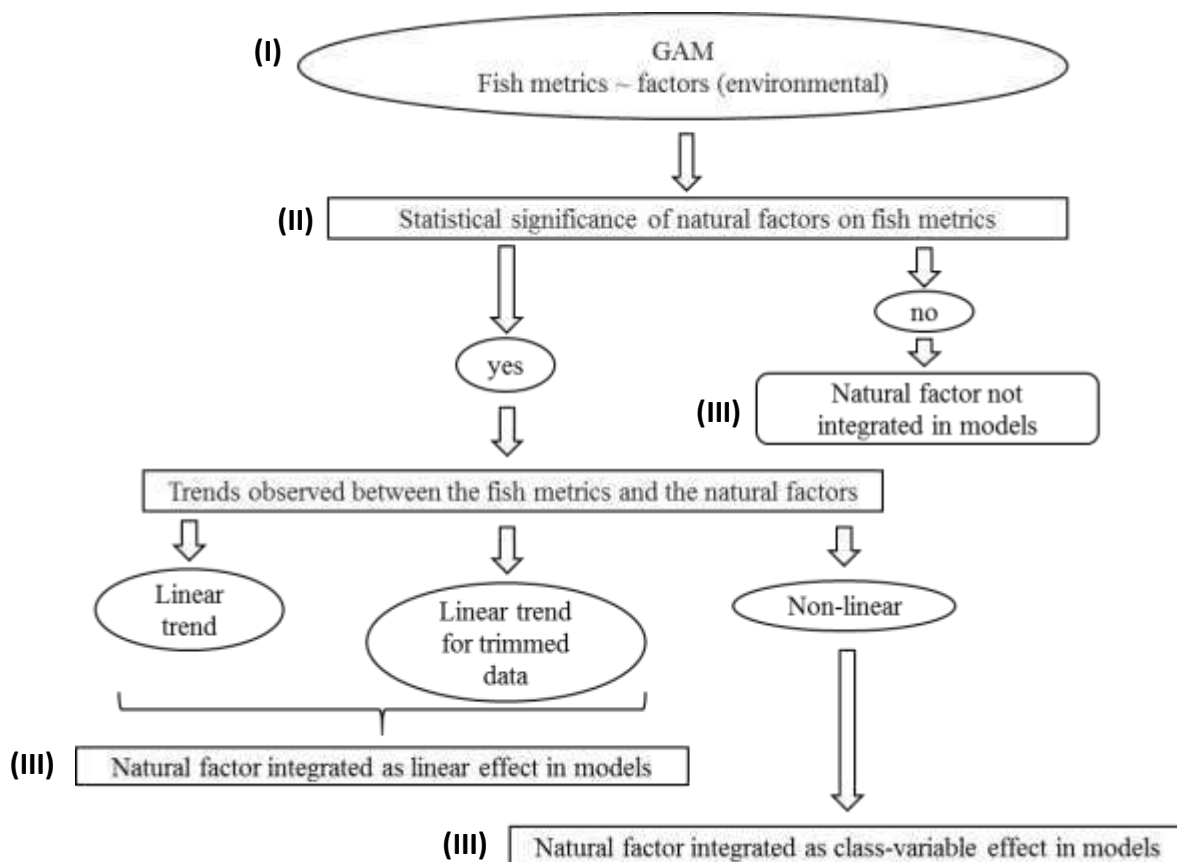 (I)
GAM
Fish metrics ~ factors (environmental)
(II)
Statistical significance of natural factors on fish metrics
no
yes
(III)
Natural factor not
integrated in models
Trends observed between the fish metrics and the natural factors
Linear
trend
Linear trend
for trimmed
data
Non-linear
(III)
Natural factor integrated as linear effect in models
(III)
Natural factor integrated as class-variable effect in models